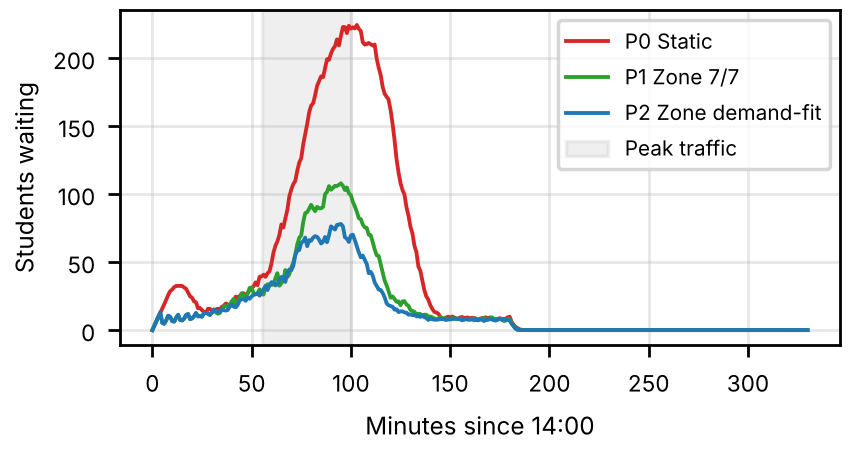 Students waiting
200
150
100
50
0
P0 Static
P1 Zone 7/7
P2 Zone demand-fit
Peak traffic
0 50 100 150 200 250 300
Minutes since 14:00